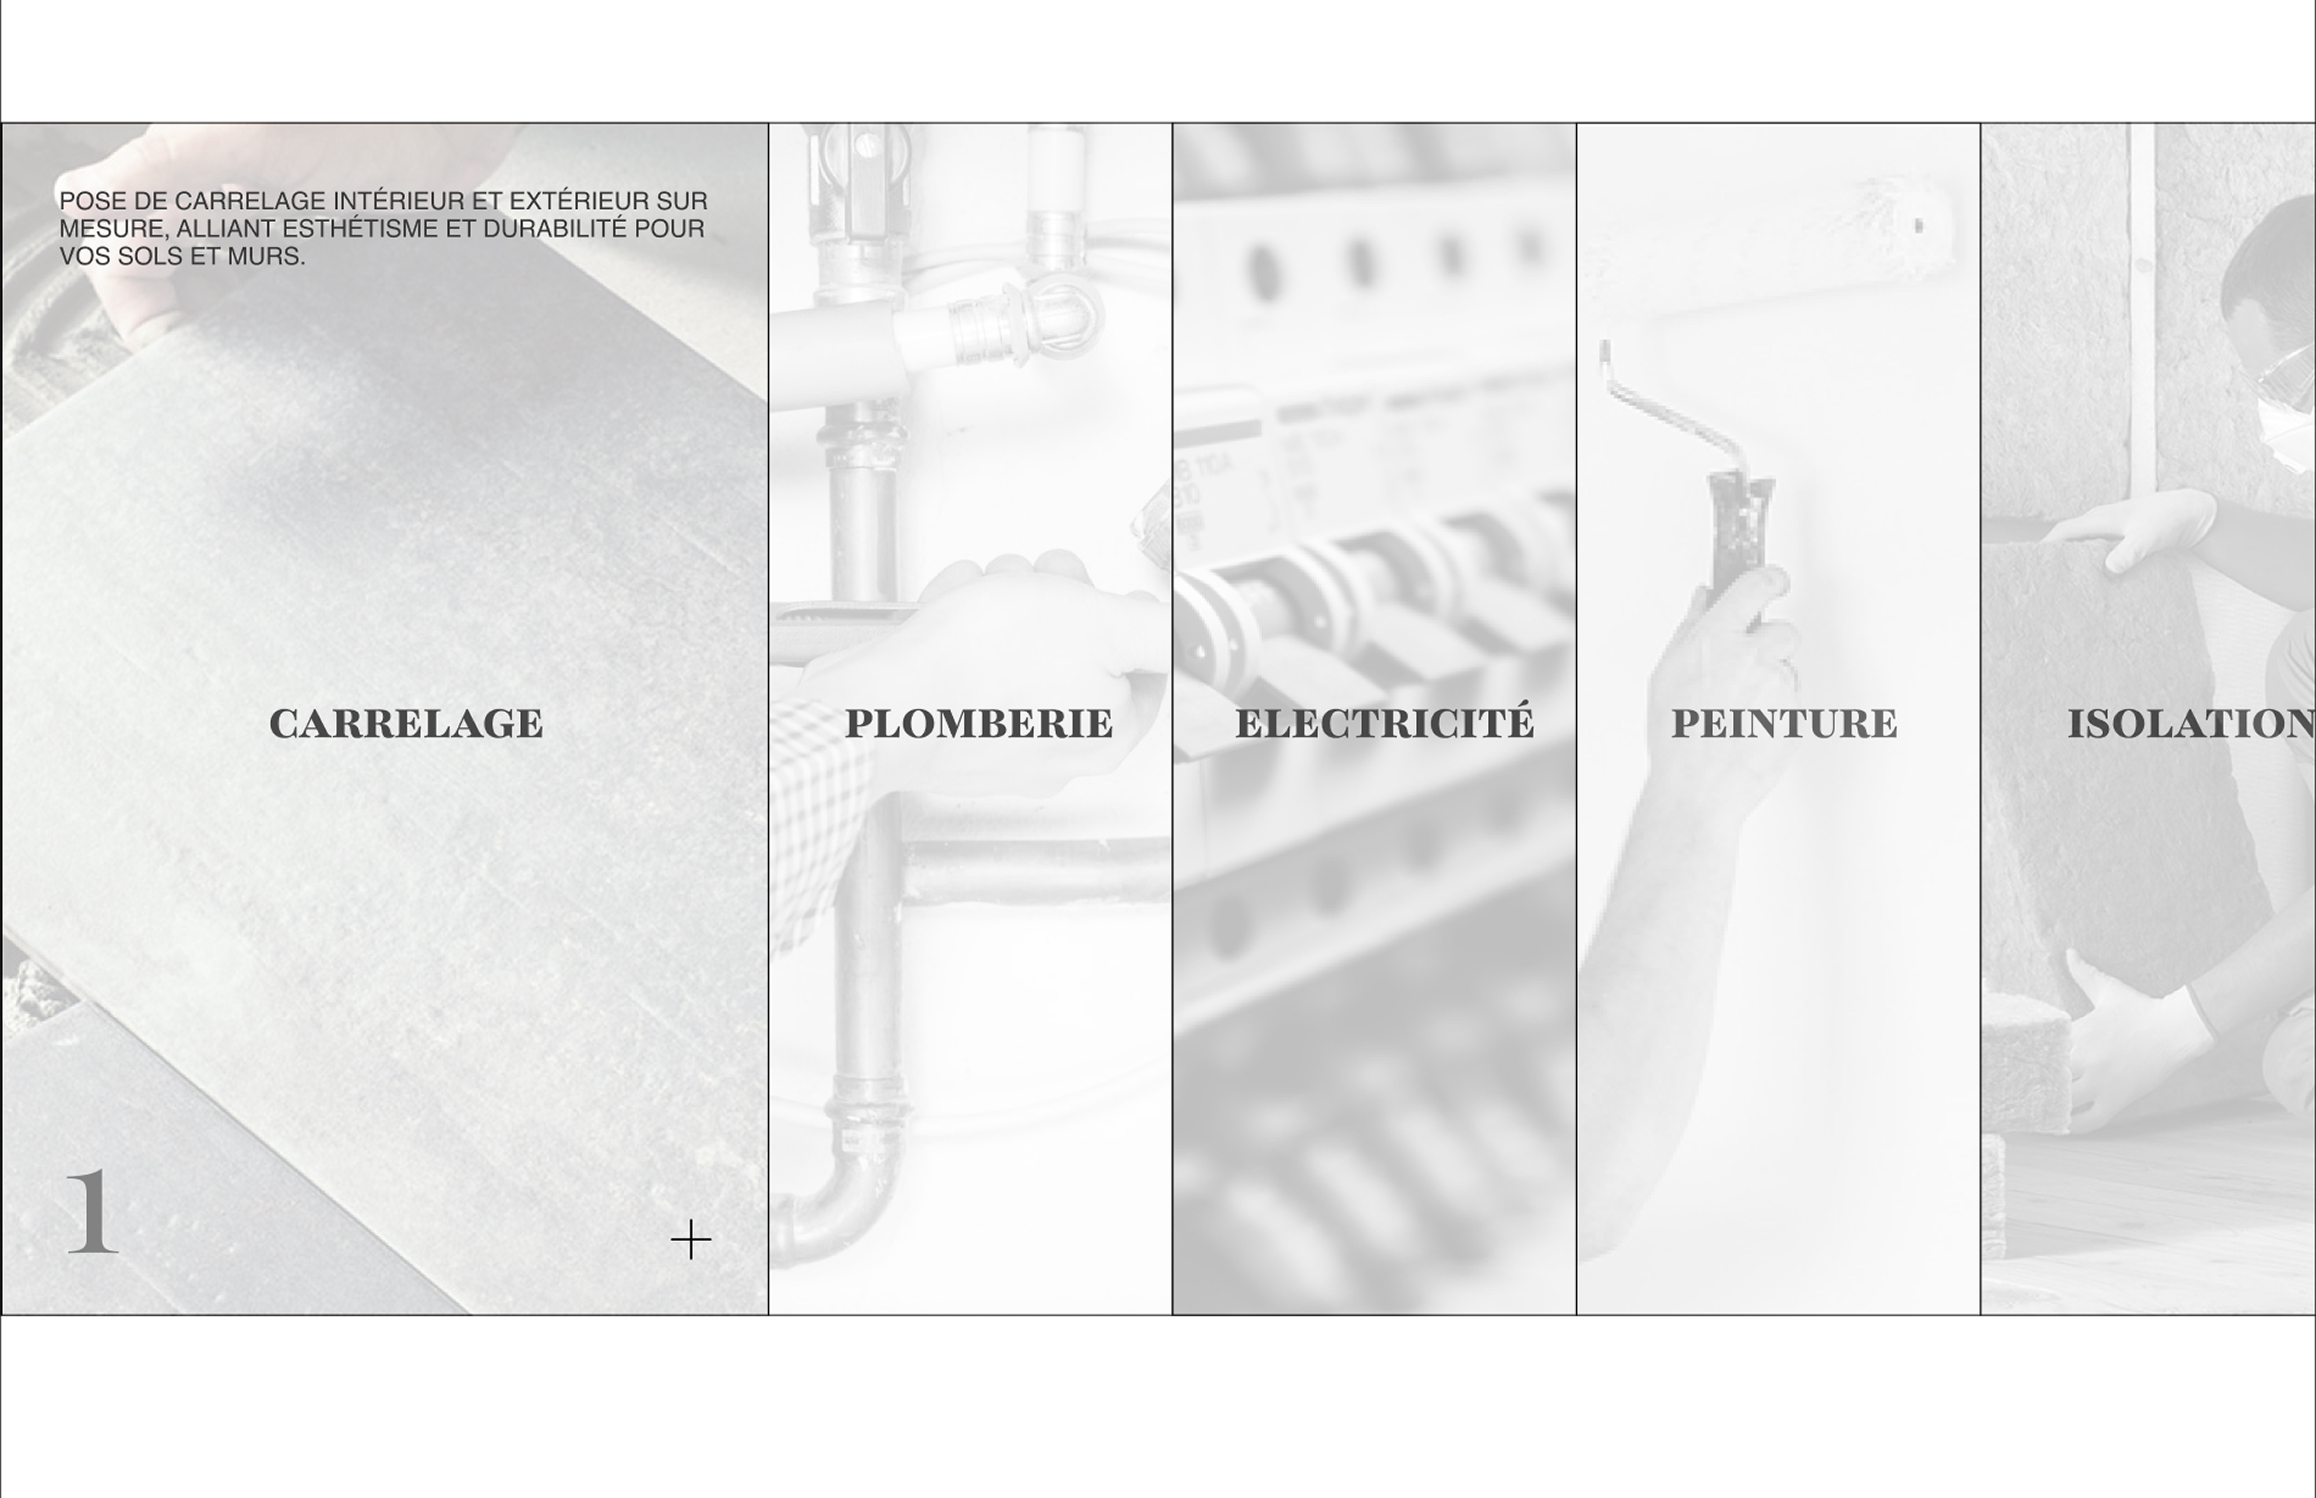 POSE DE CARRELAGE INTÉRIEUR ET EXTÉRIEUR SUR
MESURE, ALLIANT ESTHÉTISME ET DURABILITÉ POUR
VOS SOLS ET MURS.
CARRELAGE
PLOMBERIE
ELECTRICITÉ
PEINTURE
ISOLATION
1